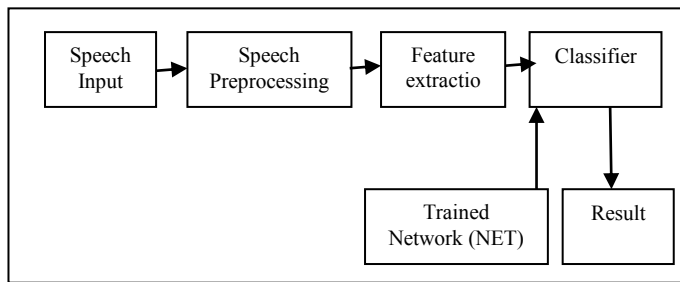 Speech
Input
Speech
Preprocessing
Feature
extractio
Classifier
Trained
Network (NET)
Result